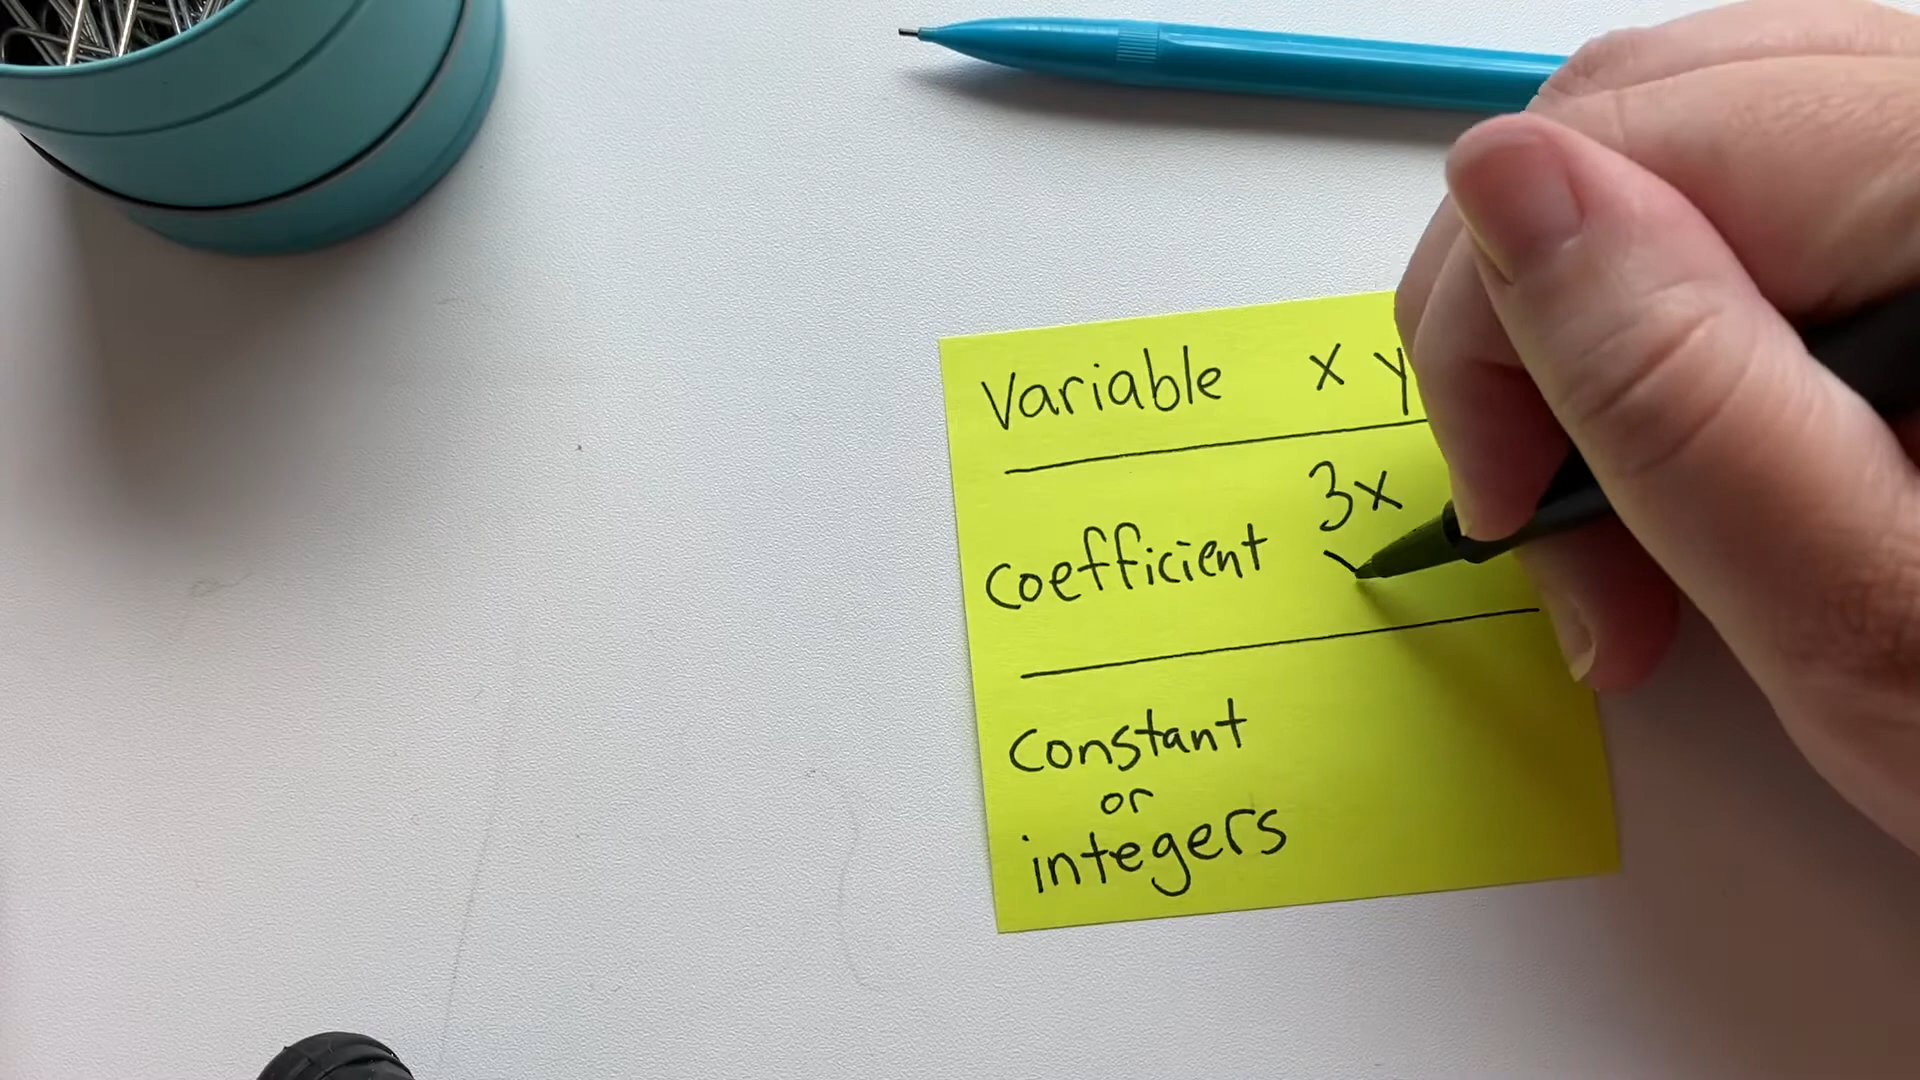 Variable x y
3x
Coefficient
Constant
or
integers